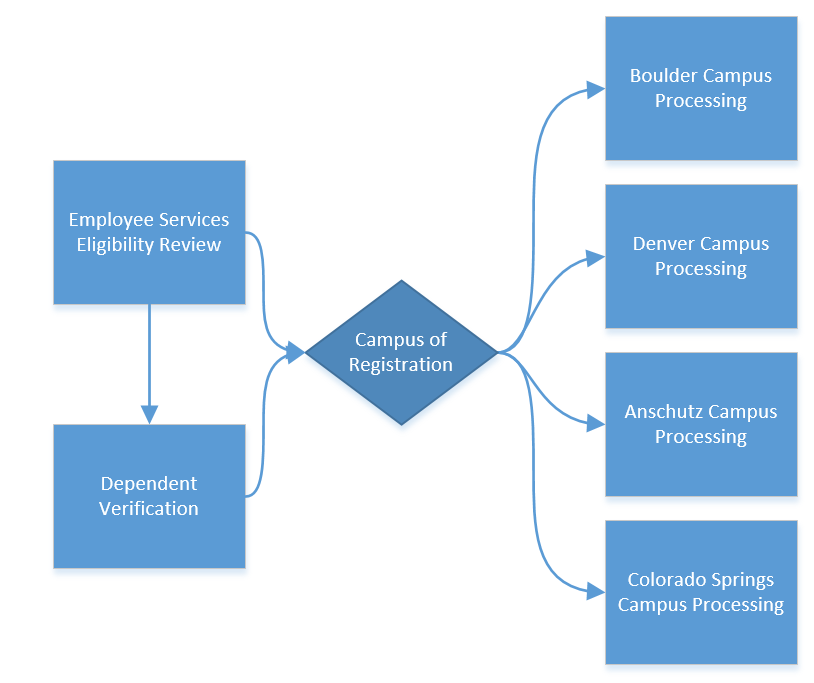 Employee Services
Eligibility Review
Dependent
Verification
Campus of
Registration
Boulder Campus
Processing
Denver Campus
Processing
Anschutz Campus
Processing
Colorado Springs
Campus Processing